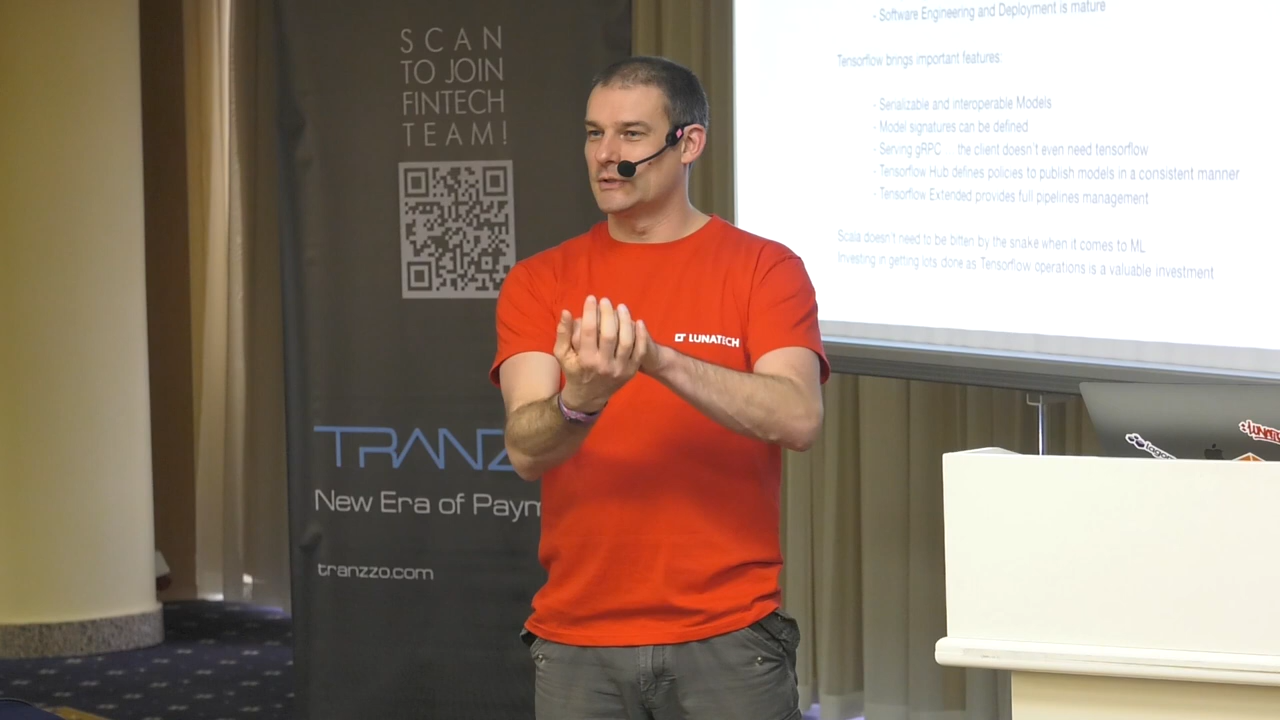 SCAN
TO JOIN
FINTECH
TEAM!
TRANZ
New Era of Paym
tranzzo.com
LUNATECH
- Software Engineering and Deployment is mature
Tensorflow brings important features:
- Serializable and interoperable Models
- Model signatures can be defined
- Serving gRPC the client doesn't even need tensorflow
- Tensorflow Hub defines policies to publish models in a consistent manner
- Tensorflow Extended provides full pipelines management
Scala doesn't need to be bitten by the snake when it comes to ML
Investing in getting lots done as Tensorflow operations is a valuable investment